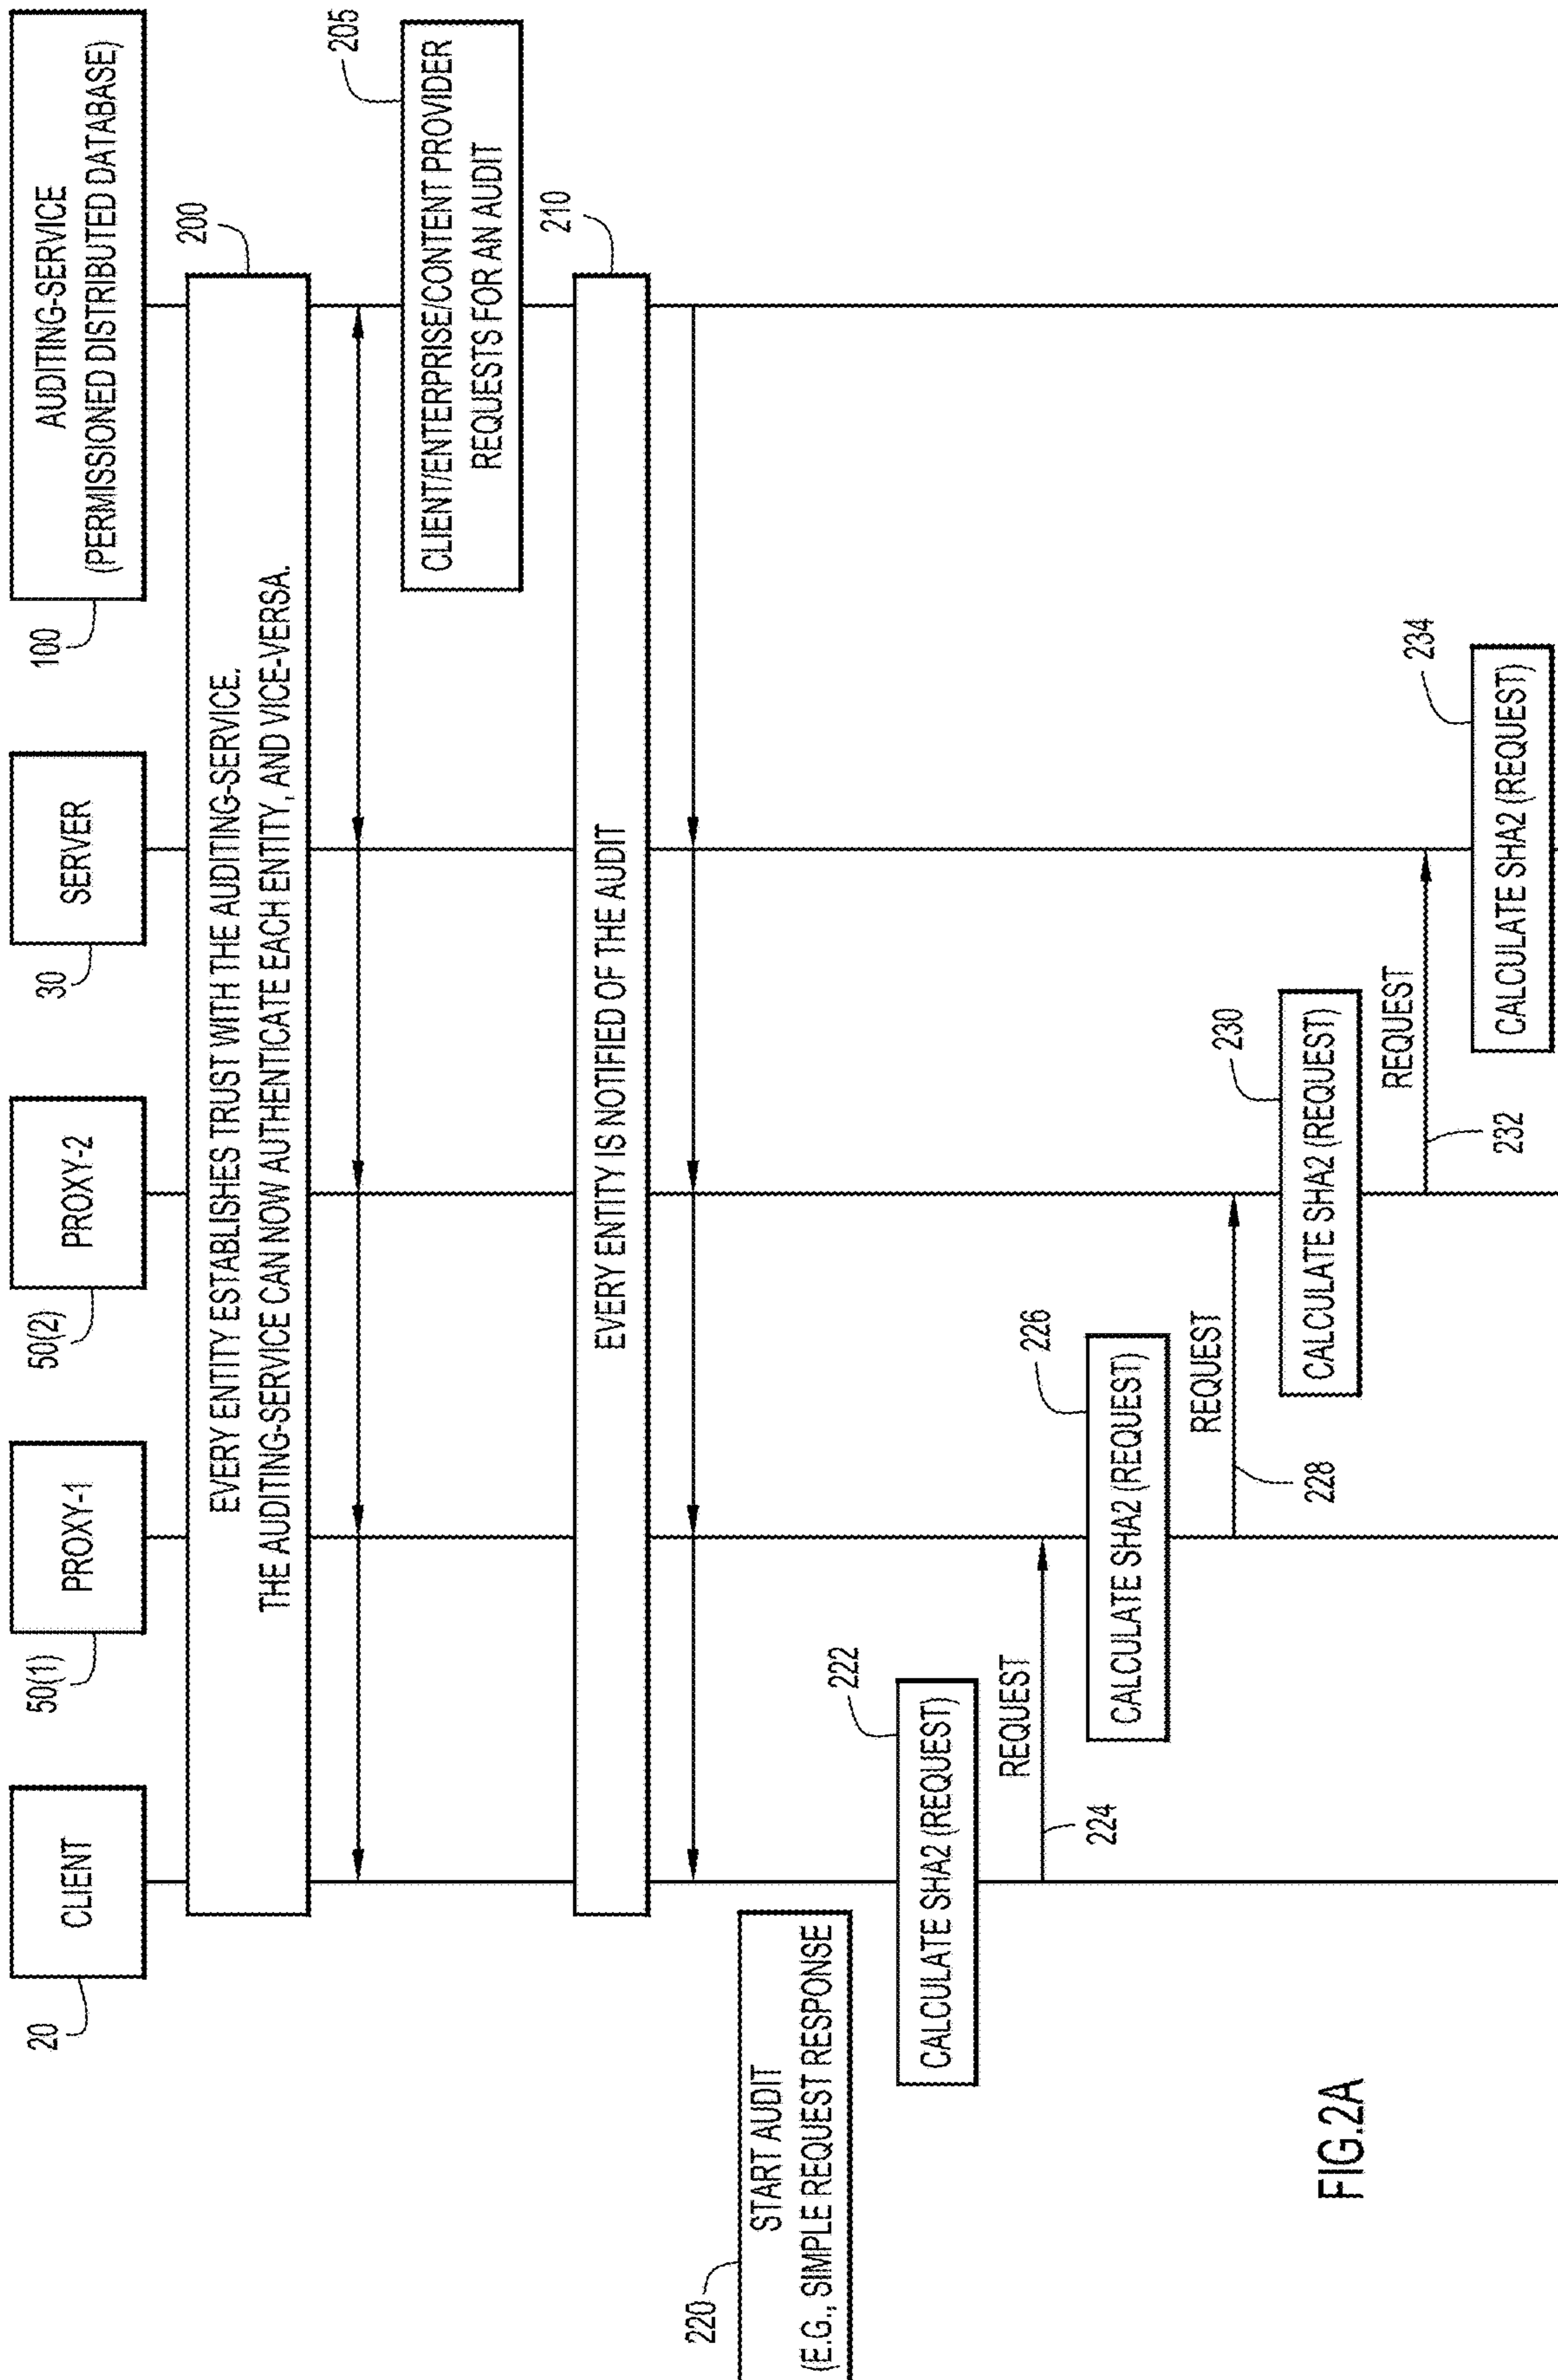 20
CLIENT
50(1)
PROXY-1
50(2)
PROXY-2
30
SERVER
100
AUDITING-SERVICE
(PERMISSIONED DISTRIBUTED DATABASE)
200
EVERY ENTITY ESTABLISHES TRUST WITH THE AUDITING-SERVICE.
THE AUDITING-SERVICE CAN NOW AUTHENTICATE EACH ENTITY, AND VICE-VERSA.
205
CLIENT/ENTERPRISE/CONTENT PROVIDER
REQUESTS FOR AN AUDIT
210
EVERY ENTITY IS NOTIFIED OF THE AUDIT
220
START AUDIT
(E.G., SIMPLE REQUEST RESPONSE
222
CALCULATE SHA2 (REQUEST)
REQUEST
224
226
CALCULATE SHA2 (REQUEST)
REQUEST
228
230
CALCULATE SHA2 (REQUEST)
REQUEST
232
234
CALCULATE SHA2 (REQUEST)
FIG.2A